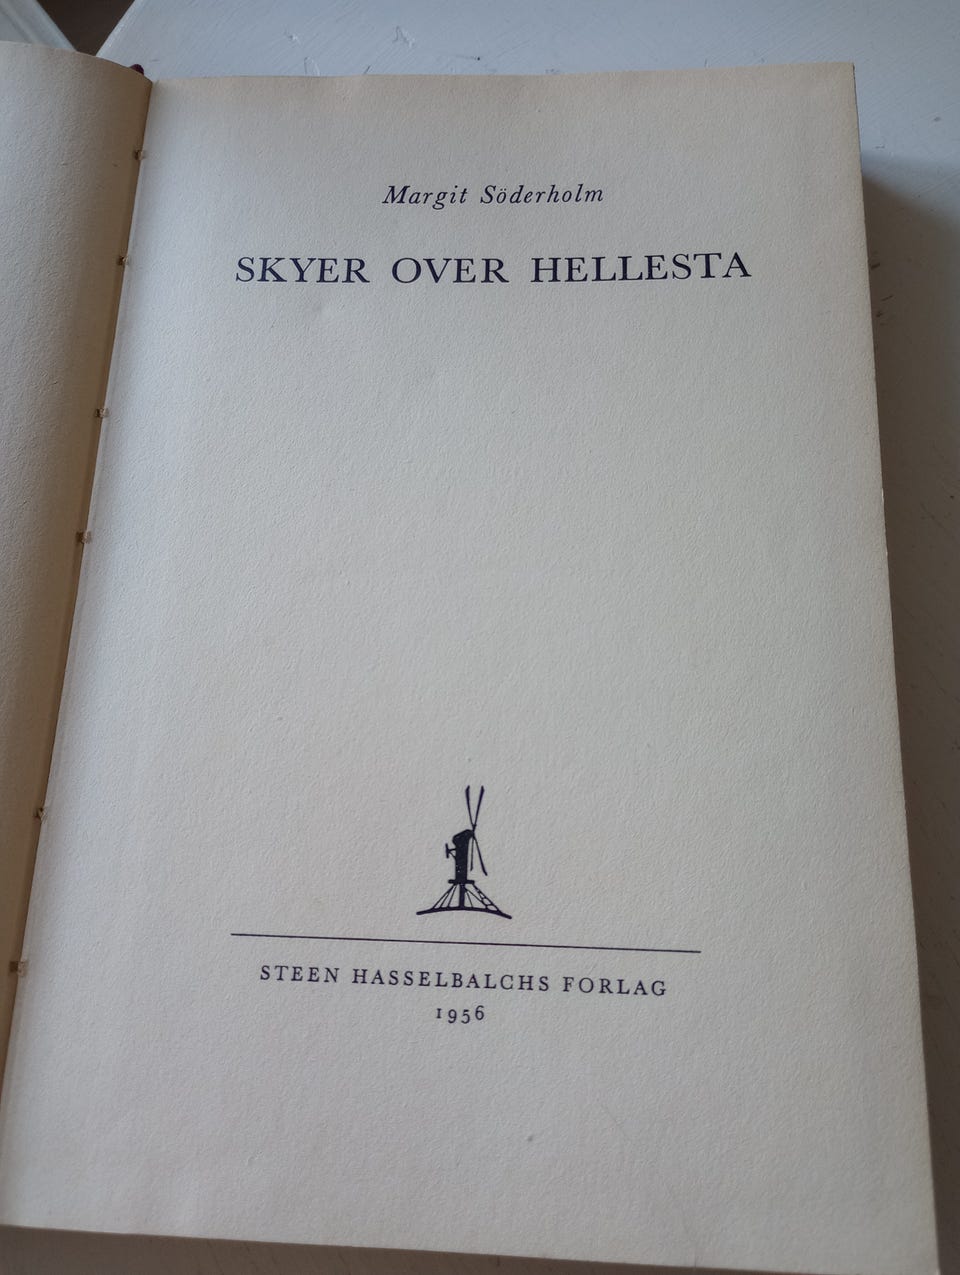 Margit Söderholm
SKYER OVER HELLESTA
STEEN HASSELBALCHS FORLAG
1956